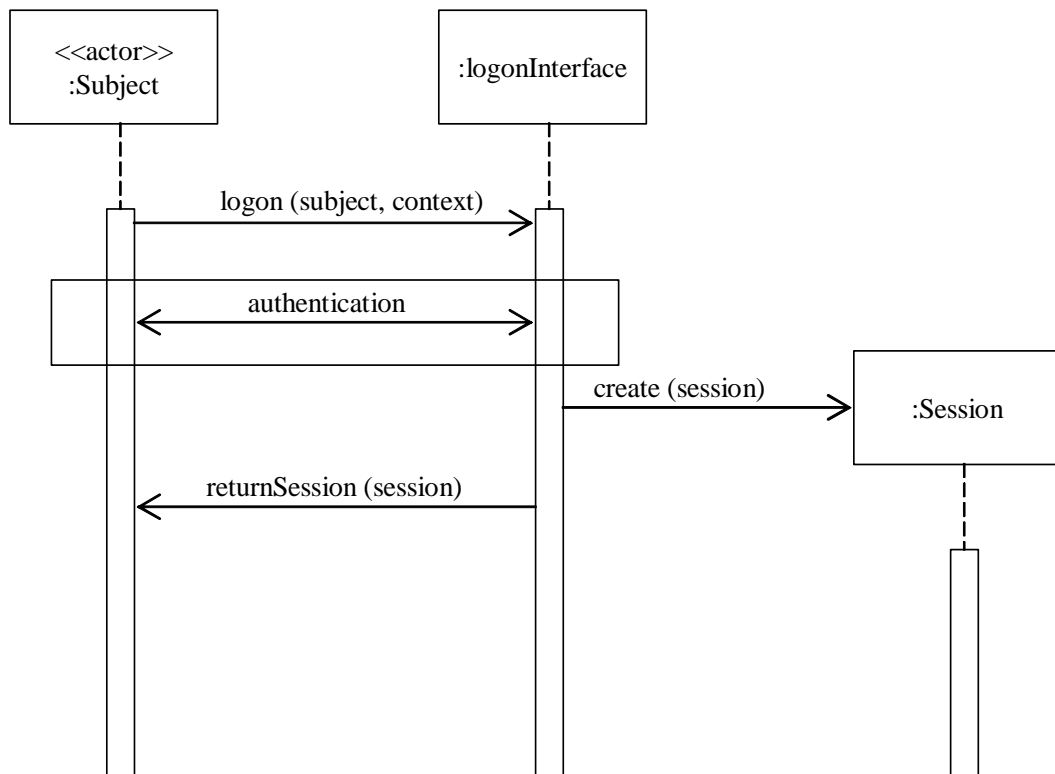 <<actor>>
:Subject
:logonInterface
logon (subject, context)
authentication
create (session)
:Session
returnSession (session)